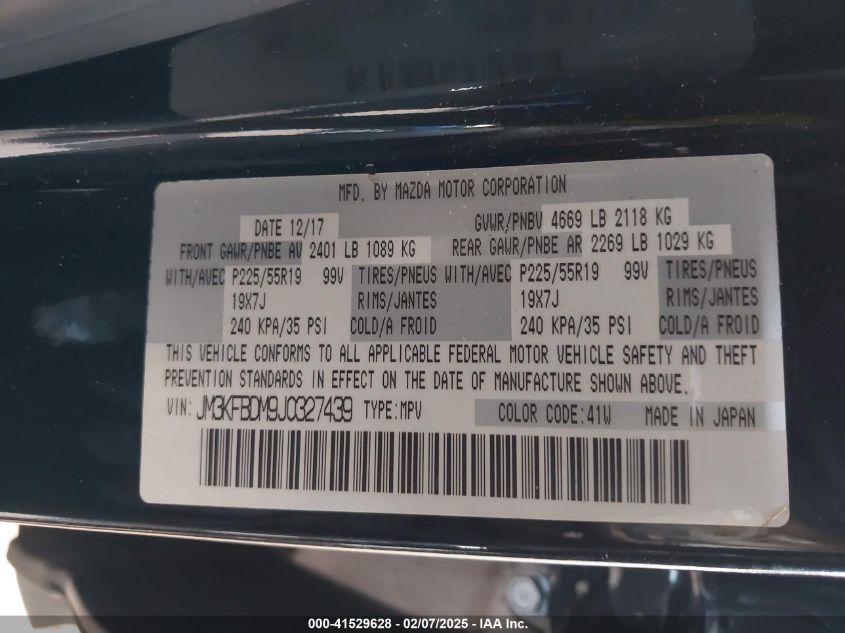 MFD. BY MAZDA MOTOR CORPORATION
DATE 12/17 GVWR/PNBV 4669 LB 2118 KG
FRONT GAWR/PNBE AV 2401 LB 1089 KG REAR GAWR/PNBE AR 2269 LB 1029 KG
WITH/AVEC P225/55R19 99V TIRES/PNEUS WITH/AVEC P225/55R19 99V TIRES/PNEUS
19X7J RIMS/JANTES 19X7J RIMS/JANTES
240 KPA/35 PSI COLD/A FROID 240 KPA/35 PSI COLD/A FROID
THIS VEHICLE CONFORMS TO ALL APPLICABLE FEDERAL MOTOR VEHICLE SAFETY AND THEFT
PREVENTION STANDARDS IN EFFECT ON THE DATE OF MANUFACTURE SHOWN ABOVE.
VIN: JM3KFBDM9J0327439 TYPE:MPV COLOR CODE:41W MADE IN JAPAN
000-41529628 - 02/07/2025 - IAA Inc.